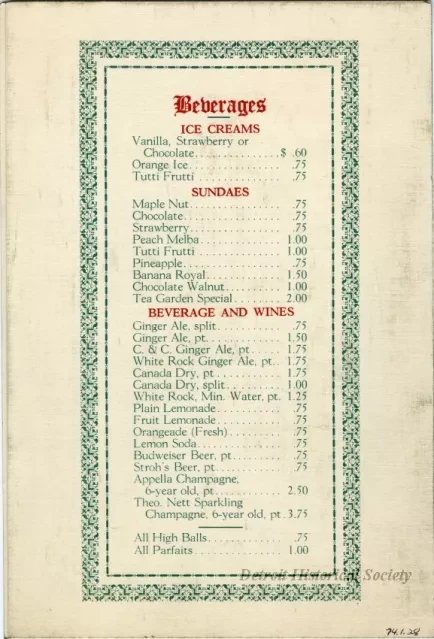 Beverages
ICE CREAMS
Vanilla, Strawberry or
Chocolate.............$ .60
Orange Ice.............. .75
Tutti Frutti ............. .75
SUNDAES
Maple Nut.............. .75
Chocolate............... .75
Strawberry.............. .75
Peach Melba............ 1.00
Tutti Frutti ............. 1.00
Pineapple............... .75
Banana Royal........... 1.50
Chocolate Walnut........ 1.00
Tea Garden Special....... 2.00
BEVERAGE AND WINES
Ginger Ale, split.......... .75
Ginger Ale, pt........... 1.50
C. & C. Ginger Ale, pt..... 1.75
White Rock Ginger Ale, pt.. 1.75
Canada Dry, pt.......... 1.75
Canada Dry, split........ 1.00
White Rock, Min. Water, pt. 1.25
Plain Lemonade.......... .75
Fruit Lemonade.......... .75
Orangeade (Fresh)........ .75
Lemon Soda............. .75
Budweiser Beer, pt........ .75
Stroh's Beer, pt.......... .75
Appella Champagne,
6-year old, pt........... 2.50
Theo. Nett Sparkling
Champagne, 6-year old, pt. 3.75
All High Balls............ .75
All Parfaits............. 1.00
Detroit Historical Society
74.1.28